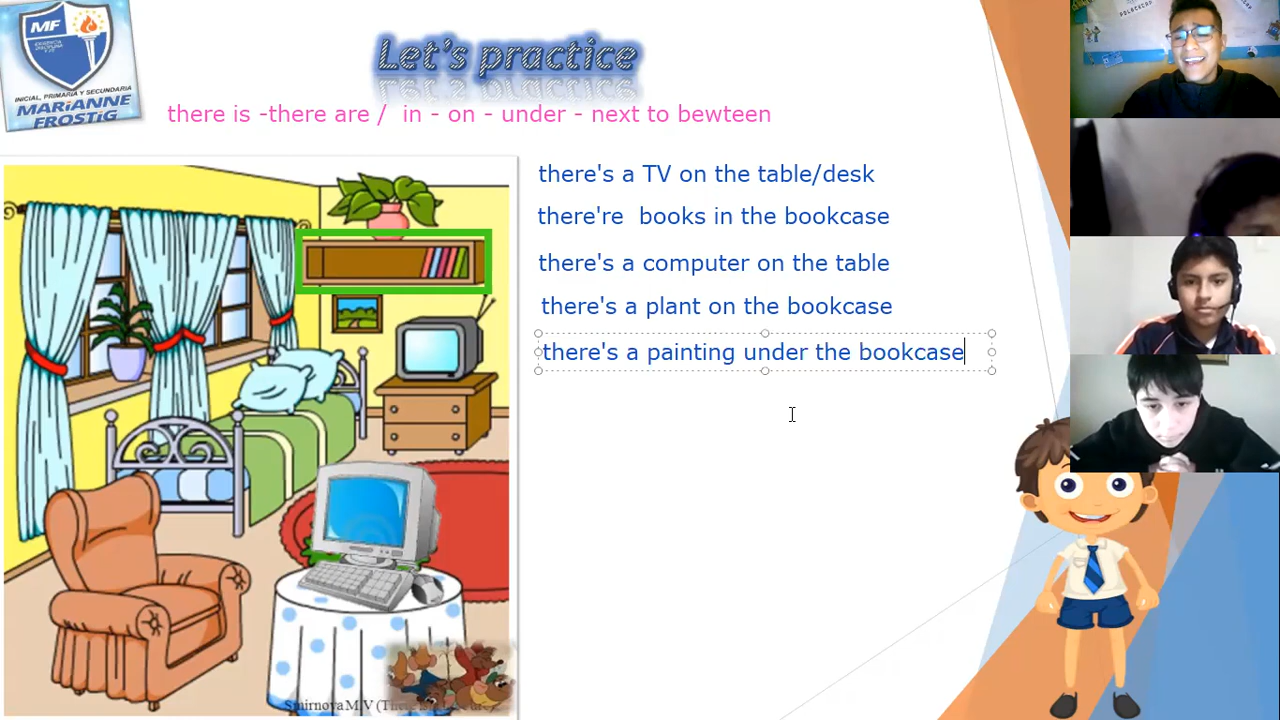 MF
INICIAL, PRIMARIA Y SECUNDARIA
MARIANNE
FROSTIG
Let's practice
there is -there are / in - on - under - next to bewteen
there's a TV on the table/desk
there're books in the bookcase
there's a computer on the table
there's a plant on the bookcase
there's a painting under the bookcase
Smirnova M.V (There